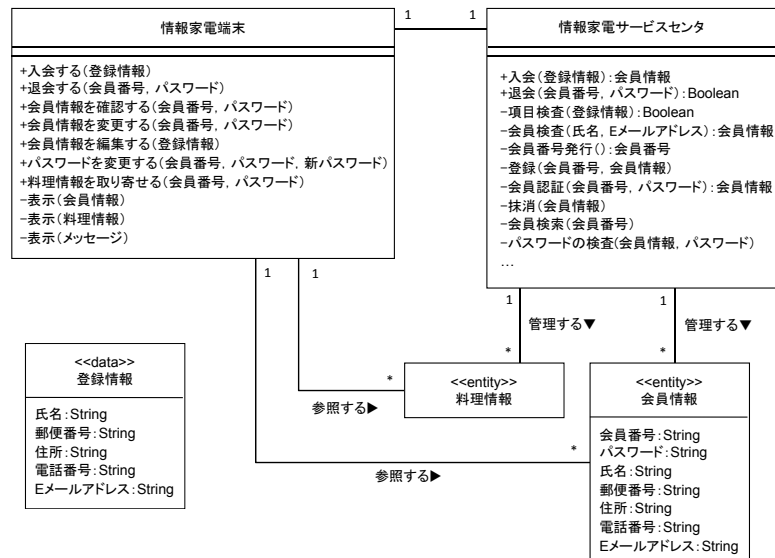 情報家電端末
+入会する(登録情報)
+退会する(会員番号, パスワード)
+会員情報を確認する(会員番号, パスワード)
+会員情報を変更する(会員番号, パスワード)
+会員情報を編集する(登録情報)
+パスワードを変更する(会員番号, パスワード, 新パスワード)
+料理情報を取り寄せる(会員番号, パスワード)
-表示(会員情報)
-表示(料理情報)
-表示(メッセージ)
1
1
情報家電サービスセンタ
+入会(登録情報):会員情報
+退会(会員番号, パスワード):Boolean
-項目検査(登録情報):Boolean
-会員検査(氏名, Eメールアドレス):会員情報
-会員番号発行():会員番号
-登録(会員番号, 会員情報)
-会員認証(会員番号, パスワード):会員情報
-抹消(会員情報)
-会員検索(会員番号)
-パスワードの検査(会員情報, パスワード)
…
1
1
1
1
管理する▼
管理する▼
*
*
<<data>>
登録情報
氏名:String
郵便番号:String
住所:String
電話番号:String
Eメールアドレス:String
*
参照する▶
<<entity>>
料理情報
*
参照する▶
<<entity>>
会員情報
会員番号:String
パスワード:String
氏名:String
郵便番号:String
住所:String
電話番号:String
Eメールアドレス:String